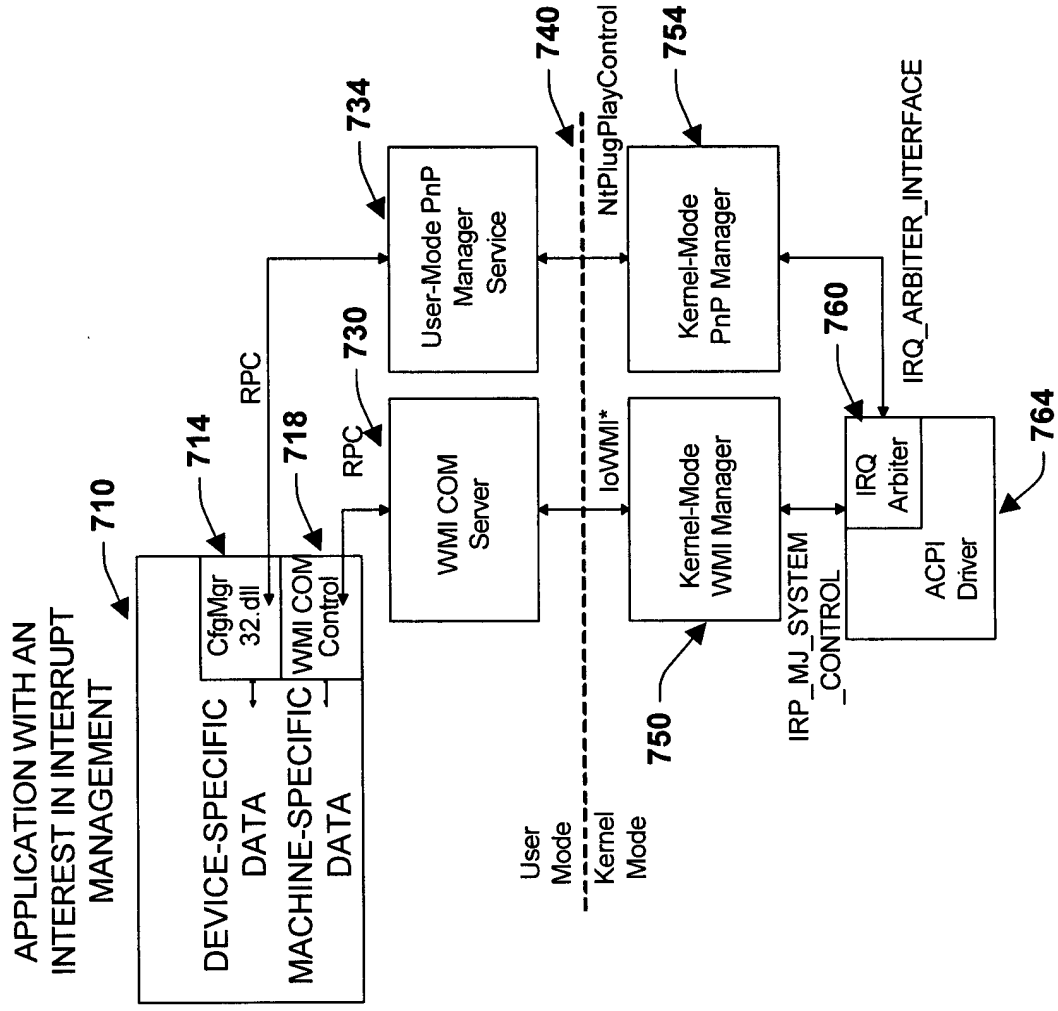 APPLICATION WITH AN
INTEREST IN INTERRUPT
MANAGEMENT
710
DEVICE-SPECIFIC
DATA
MACHINE-SPECIFIC
DATA
CfgMgr
32.dll
714
WMI COM
Control
718
RPC
RPC
730
734
WMI COM
Server
User-Mode PnP
Manager
Service
740
User
Mode
Kernel
Mode
IoWMI*
NtPlugPlayControl
750
754
Kernel-Mode
WMI Manager
Kernel-Mode
PnP Manager
IRP_MJ_SYSTEM
_CONTROL
760
IRQ
Arbiter
ACPI
Driver
IRQ_ARBITER_INTERFACE
764